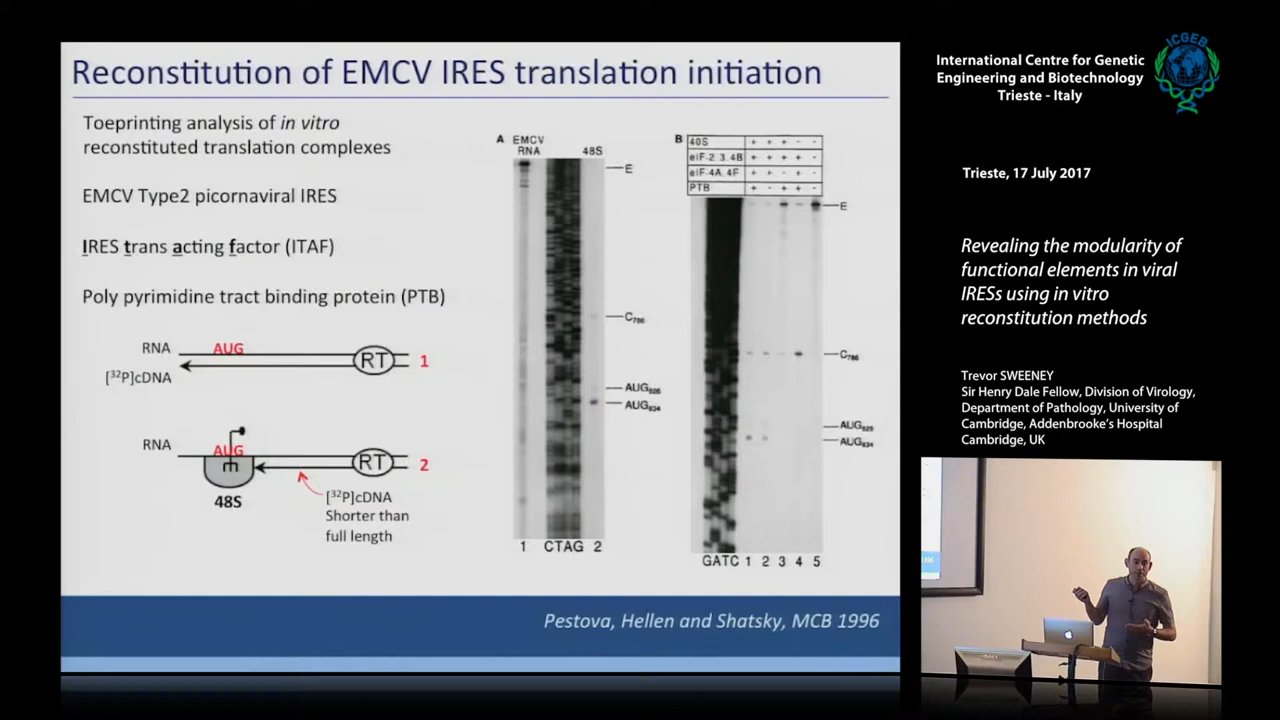 Reconstitution of EMCV IRES translation initiation
Toeprinting analysis of in vitro
reconstituted translation complexes
EMCV Type2 picornaviral IRES
IRES trans acting factor (ITAF)
Poly pyrimidine tract binding protein (PTB)
RNA AUG
RT 1
[32P]cDNA
RNA AUG
RT 2
48S
[32P]cDNA
Shorter than
full length
A EMCV
RNA 48S
E
C786
AUG826
AUG834
1 CTAG 2
B 40S + + + - -
eIF-2.3.4B + + + + -
eIF-4A.4F + + - + -
PTB + - + + -
E
C786
AUG826
AUG834
GATC 1 2 3 4 5
Pestova, Hellen and Shatsky, MCB 1996
International Centre for Genetic
Engineering and Biotechnology
Trieste - Italy
ICGEB
Trieste, 17 July 2017
Revealing the modularity of
functional elements in viral
IRESs using in vitro
reconstitution methods
Trevor SWEENEY
Sir Henry Dale Fellow, Division of Virology,
Department of Pathology, University of
Cambridge, Addenbrooke's Hospital
Cambridge, UK